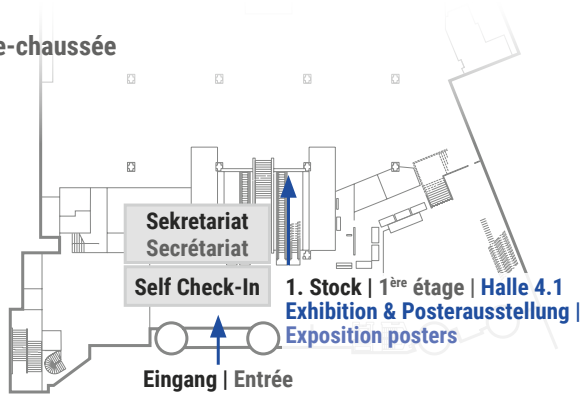 e-chaussée
Sekretariat
Secrétariat
Self Check-In
1. Stock | 1ère étage | Halle 4.1
Exhibition & Posterausstellung |
Exposition posters
Eingang | Entrée